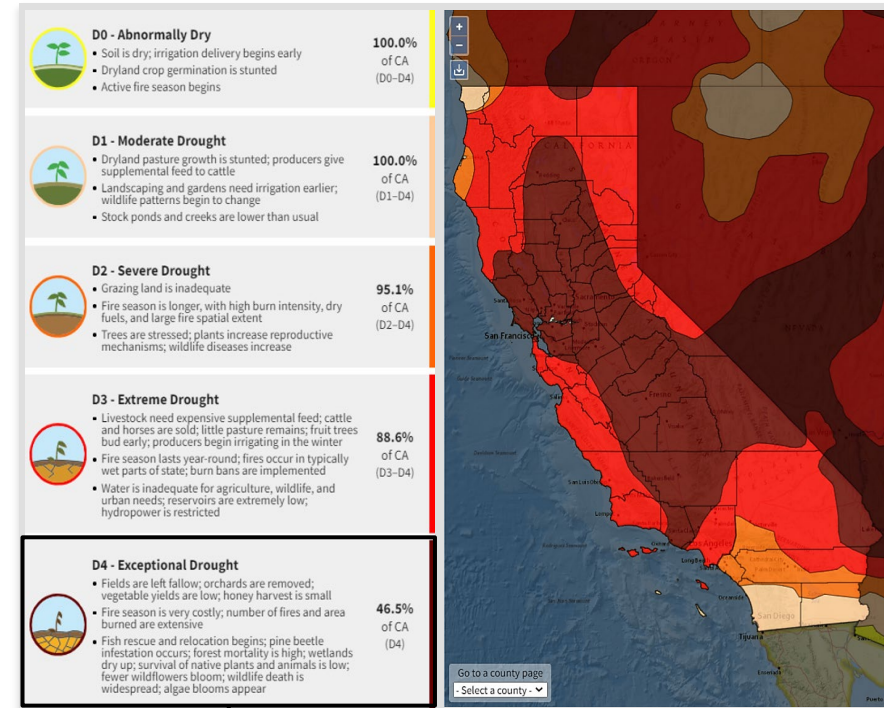 D0 - Abnormally Dry
▪ Soil is dry; irrigation delivery begins early
▪ Dryland crop germination is stunted
▪ Active fire season begins
100.0%
of CA
(D0–D4)
D1 - Moderate Drought
▪ Dryland pasture growth is stunted; producers give
supplemental feed to cattle
▪ Landscaping and gardens need irrigation earlier;
wildlife patterns begin to change
▪ Stock ponds and creeks are lower than usual
100.0%
of CA
(D1–D4)
D2 - Severe Drought
▪ Grazing land is inadequate
▪ Fire season is longer, with high burn intensity, dry
fuels, and large fire spatial extent
▪ Trees are stressed; plants increase reproductive
mechanisms; wildlife diseases increase
95.1%
of CA
(D2–D4)
D3 - Extreme Drought
▪ Livestock need expensive supplemental feed; cattle
and horses are sold; little pasture remains; fruit trees
bud early; producers begin irrigating in the winter
▪ Fire season lasts year-round; fires occur in typically
wet parts of state; burn bans are implemented
▪ Water is inadequate for agriculture, wildlife, and
urban needs; reservoirs are extremely low;
hydropower is restricted
88.6%
of CA
(D3–D4)
D4 - Exceptional Drought
▪ Fields are left fallow; orchards are removed;
vegetable yields are low; honey harvest is small
▪ Fire season is very costly; number of fires and area
burned are extensive
▪ Fish rescue and relocation begins; pine beetle
infestation occurs; forest mortality is high; wetlands
dry up; survival of native plants and animals is low;
fewer wildflowers bloom; wildlife death is
widespread; algae blooms appear
46.5%
of CA
(D4)
+
−
CALIFORNIA
Sacramento
San Francisco
Fresno
San Luis Obi
Lompoc
Los Angeles
Long Beach
Oceanside
San Diego
Tijuana
Ensenada
Go to a county page
- Select a county -